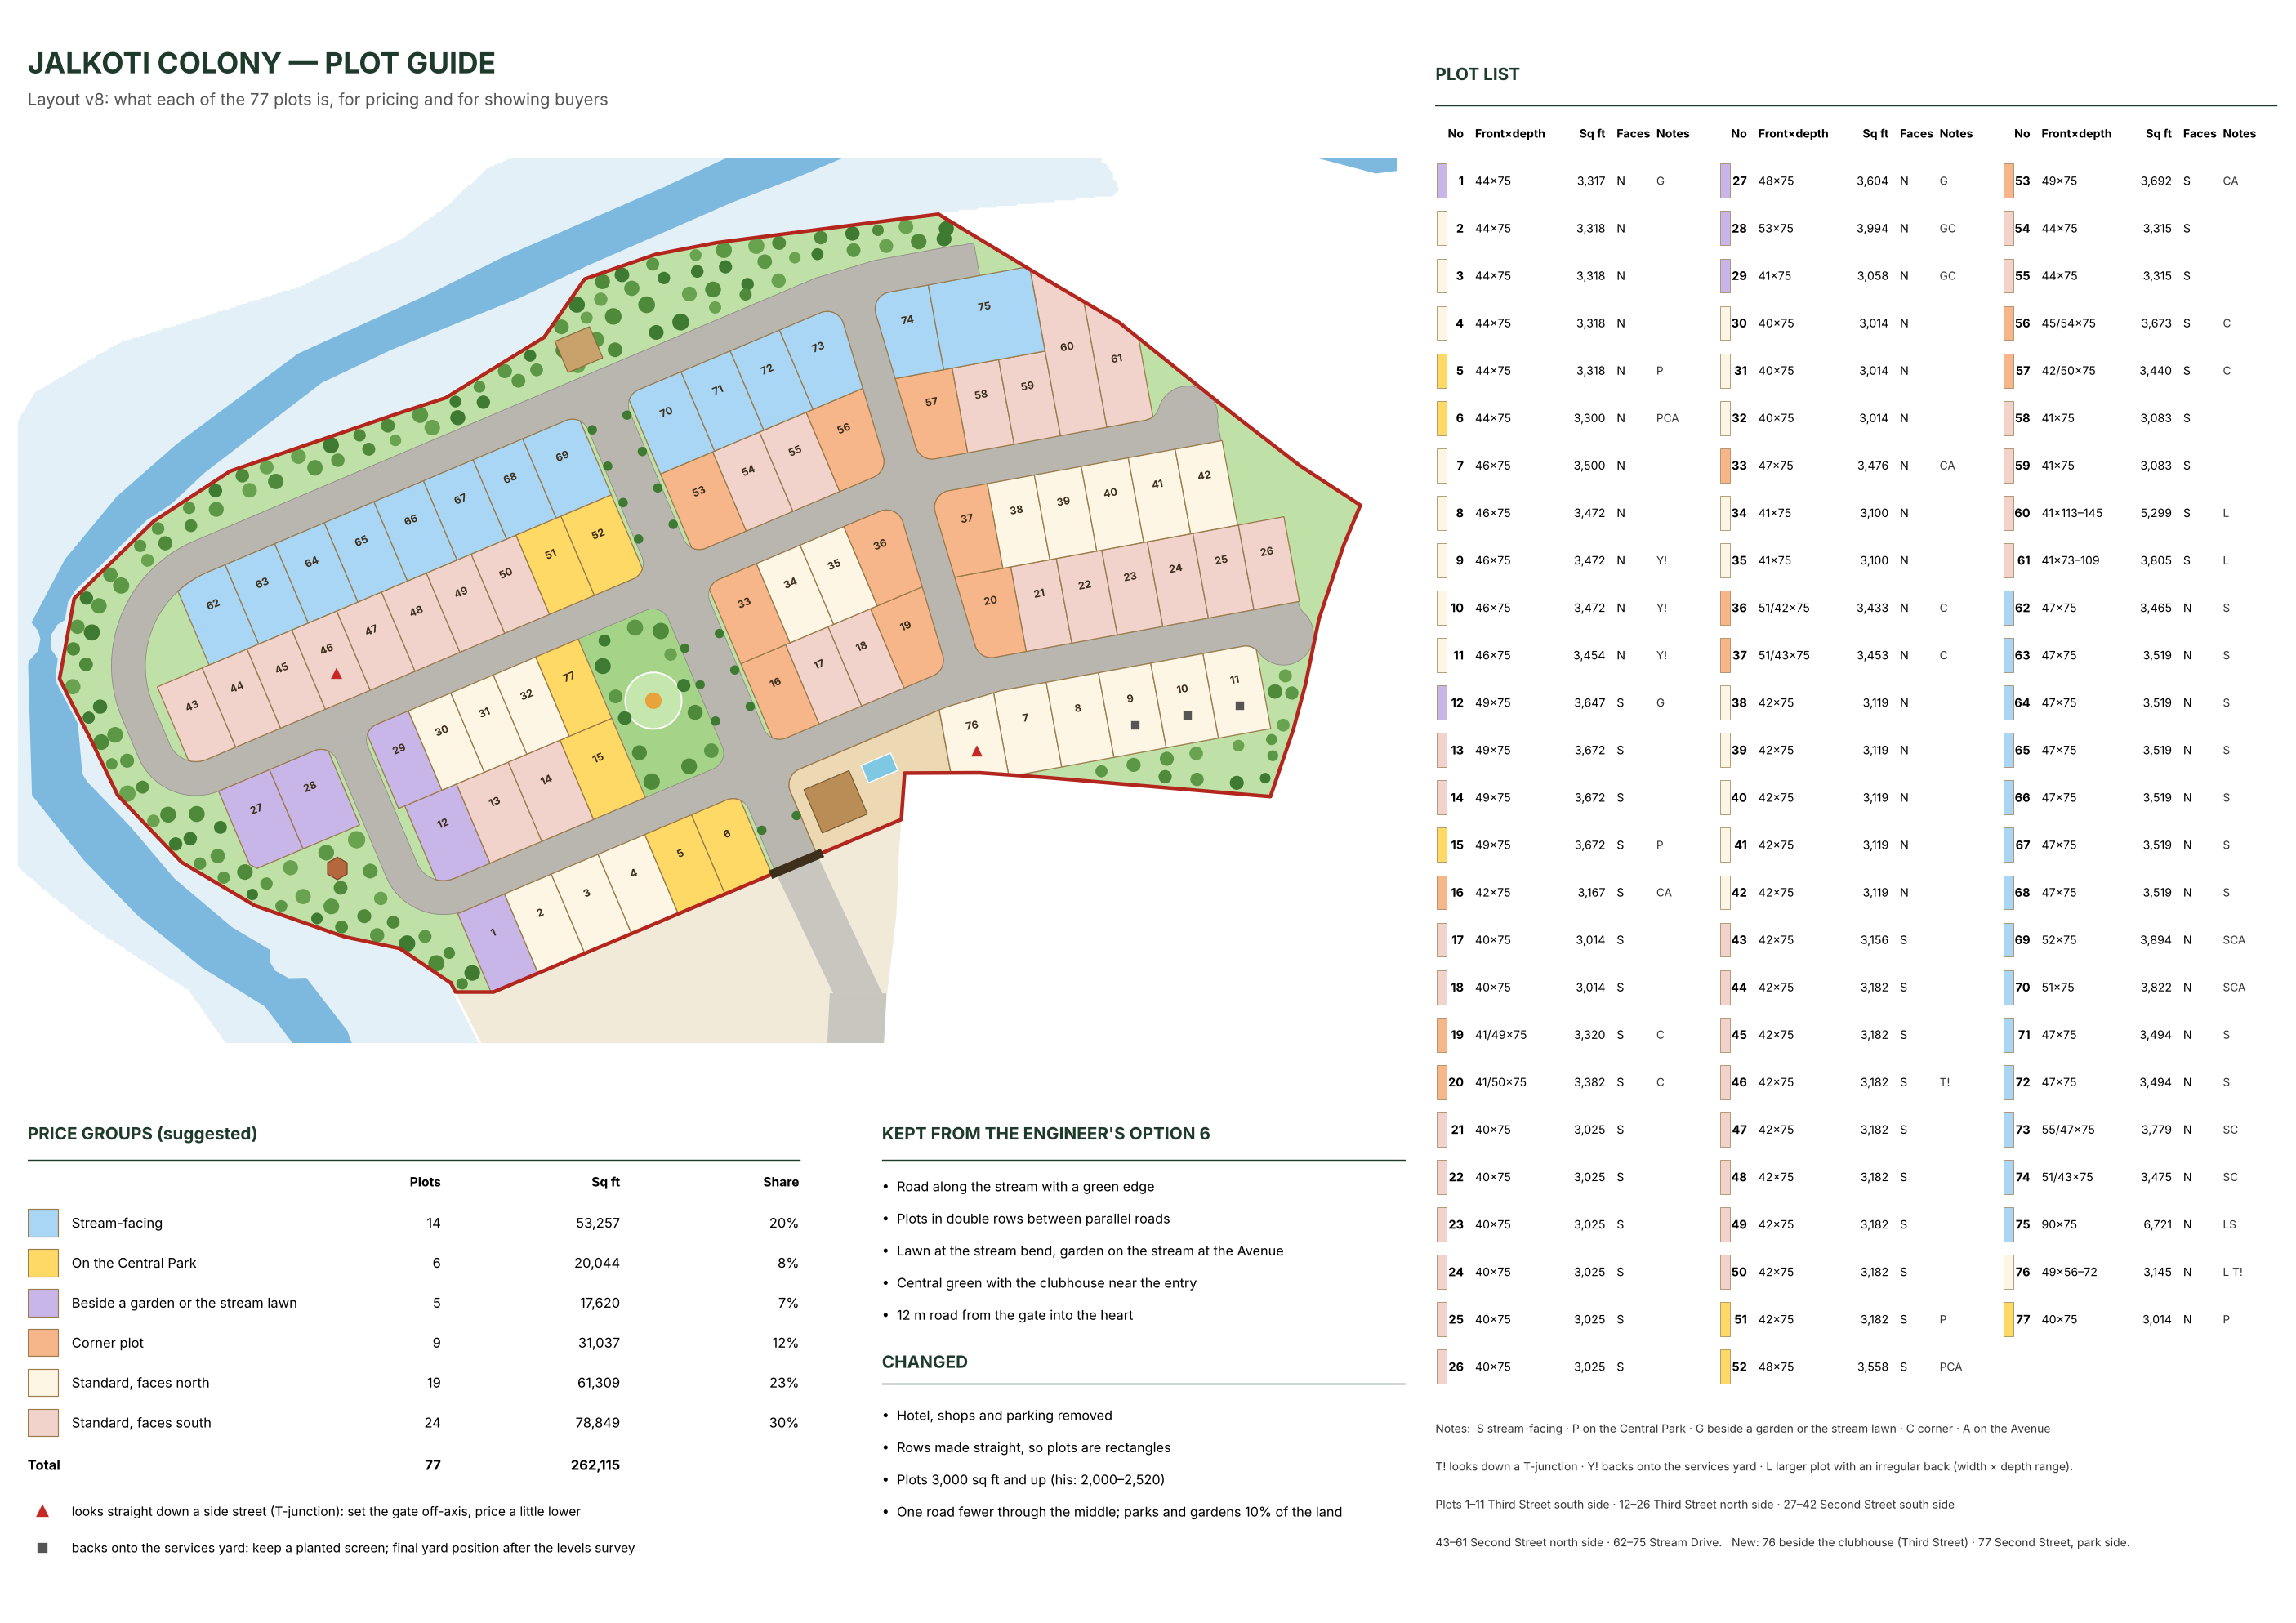 JALKOTI COLONY — PLOT GUIDE
Layout v8: what each of the 77 plots is, for pricing and for showing buyers
74
75
60
61
73
72
71
70
57
58
59
56
55
54
53
69
68
67
66
65
64
63
62
52
51
50
49
48
47
46
45
44
43
42
41
40
39
38
37
36
35
34
33
26
25
24
23
22
21
20
19
18
17
16
77
32
31
30
29
28
27
15
14
13
12
11
10
9
8
7
76
6
5
4
3
2
1
PRICE GROUPS (suggested)
Plots Sq ft Share
Stream-facing 14 53,257 20%
On the Central Park 6 20,044 8%
Beside a garden or the stream lawn 5 17,620 7%
Corner plot 9 31,037 12%
Standard, faces north 19 61,309 23%
Standard, faces south 24 78,849 30%
Total 77 262,115
looks straight down a side street (T-junction): set the gate off-axis, price a little lower
backs onto the services yard: keep a planted screen; final yard position after the levels survey
KEPT FROM THE ENGINEER'S OPTION 6
• Road along the stream with a green edge
• Plots in double rows between parallel roads
• Lawn at the stream bend, garden on the stream at the Avenue
• Central green with the clubhouse near the entry
• 12 m road from the gate into the heart
CHANGED
• Hotel, shops and parking removed
• Rows made straight, so plots are rectangles
• Plots 3,000 sq ft and up (his: 2,000–2,520)
• One road fewer through the middle; parks and gardens 10% of the land
PLOT LIST
No Front×depth Sq ft Faces Notes
1 44×75 3,317 N G
2 44×75 3,318 N
3 44×75 3,318 N
4 44×75 3,318 N
5 44×75 3,318 N P
6 44×75 3,300 N PCA
7 46×75 3,500 N
8 46×75 3,472 N
9 46×75 3,472 N Y!
10 46×75 3,472 N Y!
11 46×75 3,454 N Y!
12 49×75 3,647 S G
13 49×75 3,672 S
14 49×75 3,672 S
15 49×75 3,672 S P
16 42×75 3,167 S CA
17 40×75 3,014 S
18 40×75 3,014 S
19 41/49×75 3,320 S C
20 41/50×75 3,382 S C
21 40×75 3,025 S
22 40×75 3,025 S
23 40×75 3,025 S
24 40×75 3,025 S
25 40×75 3,025 S
26 40×75 3,025 S
No Front×depth Sq ft Faces Notes
27 48×75 3,604 N G
28 53×75 3,994 N GC
29 41×75 3,058 N GC
30 40×75 3,014 N
31 40×75 3,014 N
32 40×75 3,014 N
33 47×75 3,476 N CA
34 41×75 3,100 N
35 41×75 3,100 N
36 51/42×75 3,433 N C
37 51/43×75 3,453 N C
38 42×75 3,119 N
39 42×75 3,119 N
40 42×75 3,119 N
41 42×75 3,119 N
42 42×75 3,119 N
43 42×75 3,156 S
44 42×75 3,182 S
45 42×75 3,182 S
46 42×75 3,182 S T!
47 42×75 3,182 S
48 42×75 3,182 S
49 42×75 3,182 S
50 42×75 3,182 S
51 42×75 3,182 S P
52 48×75 3,558 S PCA
No Front×depth Sq ft Faces Notes
53 49×75 3,692 S CA
54 44×75 3,315 S
55 44×75 3,315 S
56 45/54×75 3,673 S C
57 42/50×75 3,440 S C
58 41×75 3,083 S
59 41×75 3,083 S
60 41×113–145 5,299 S L
61 41×73–109 3,805 S L
62 47×75 3,465 N S
63 47×75 3,519 N S
64 47×75 3,519 N S
65 47×75 3,519 N S
66 47×75 3,519 N S
67 47×75 3,519 N S
68 47×75 3,519 N S
69 52×75 3,894 N SCA
70 51×75 3,822 N SCA
71 47×75 3,494 N S
72 47×75 3,494 N S
73 55/47×75 3,779 N SC
74 51/43×75 3,475 N SC
75 90×75 6,721 N LS
76 49×56–72 3,145 N L T!
77 40×75 3,014 N P
Notes: S stream-facing · P on the Central Park · G beside a garden or the stream lawn · C corner · A on the Avenue
T! looks down a T-junction · Y! backs onto the services yard · L larger plot with an irregular back (width × depth range).
Plots 1–11 Third Street south side · 12–26 Third Street north side · 27–42 Second Street south side
43–61 Second Street north side · 62–75 Stream Drive. New: 76 beside the clubhouse (Third Street) · 77 Second Street, park side.